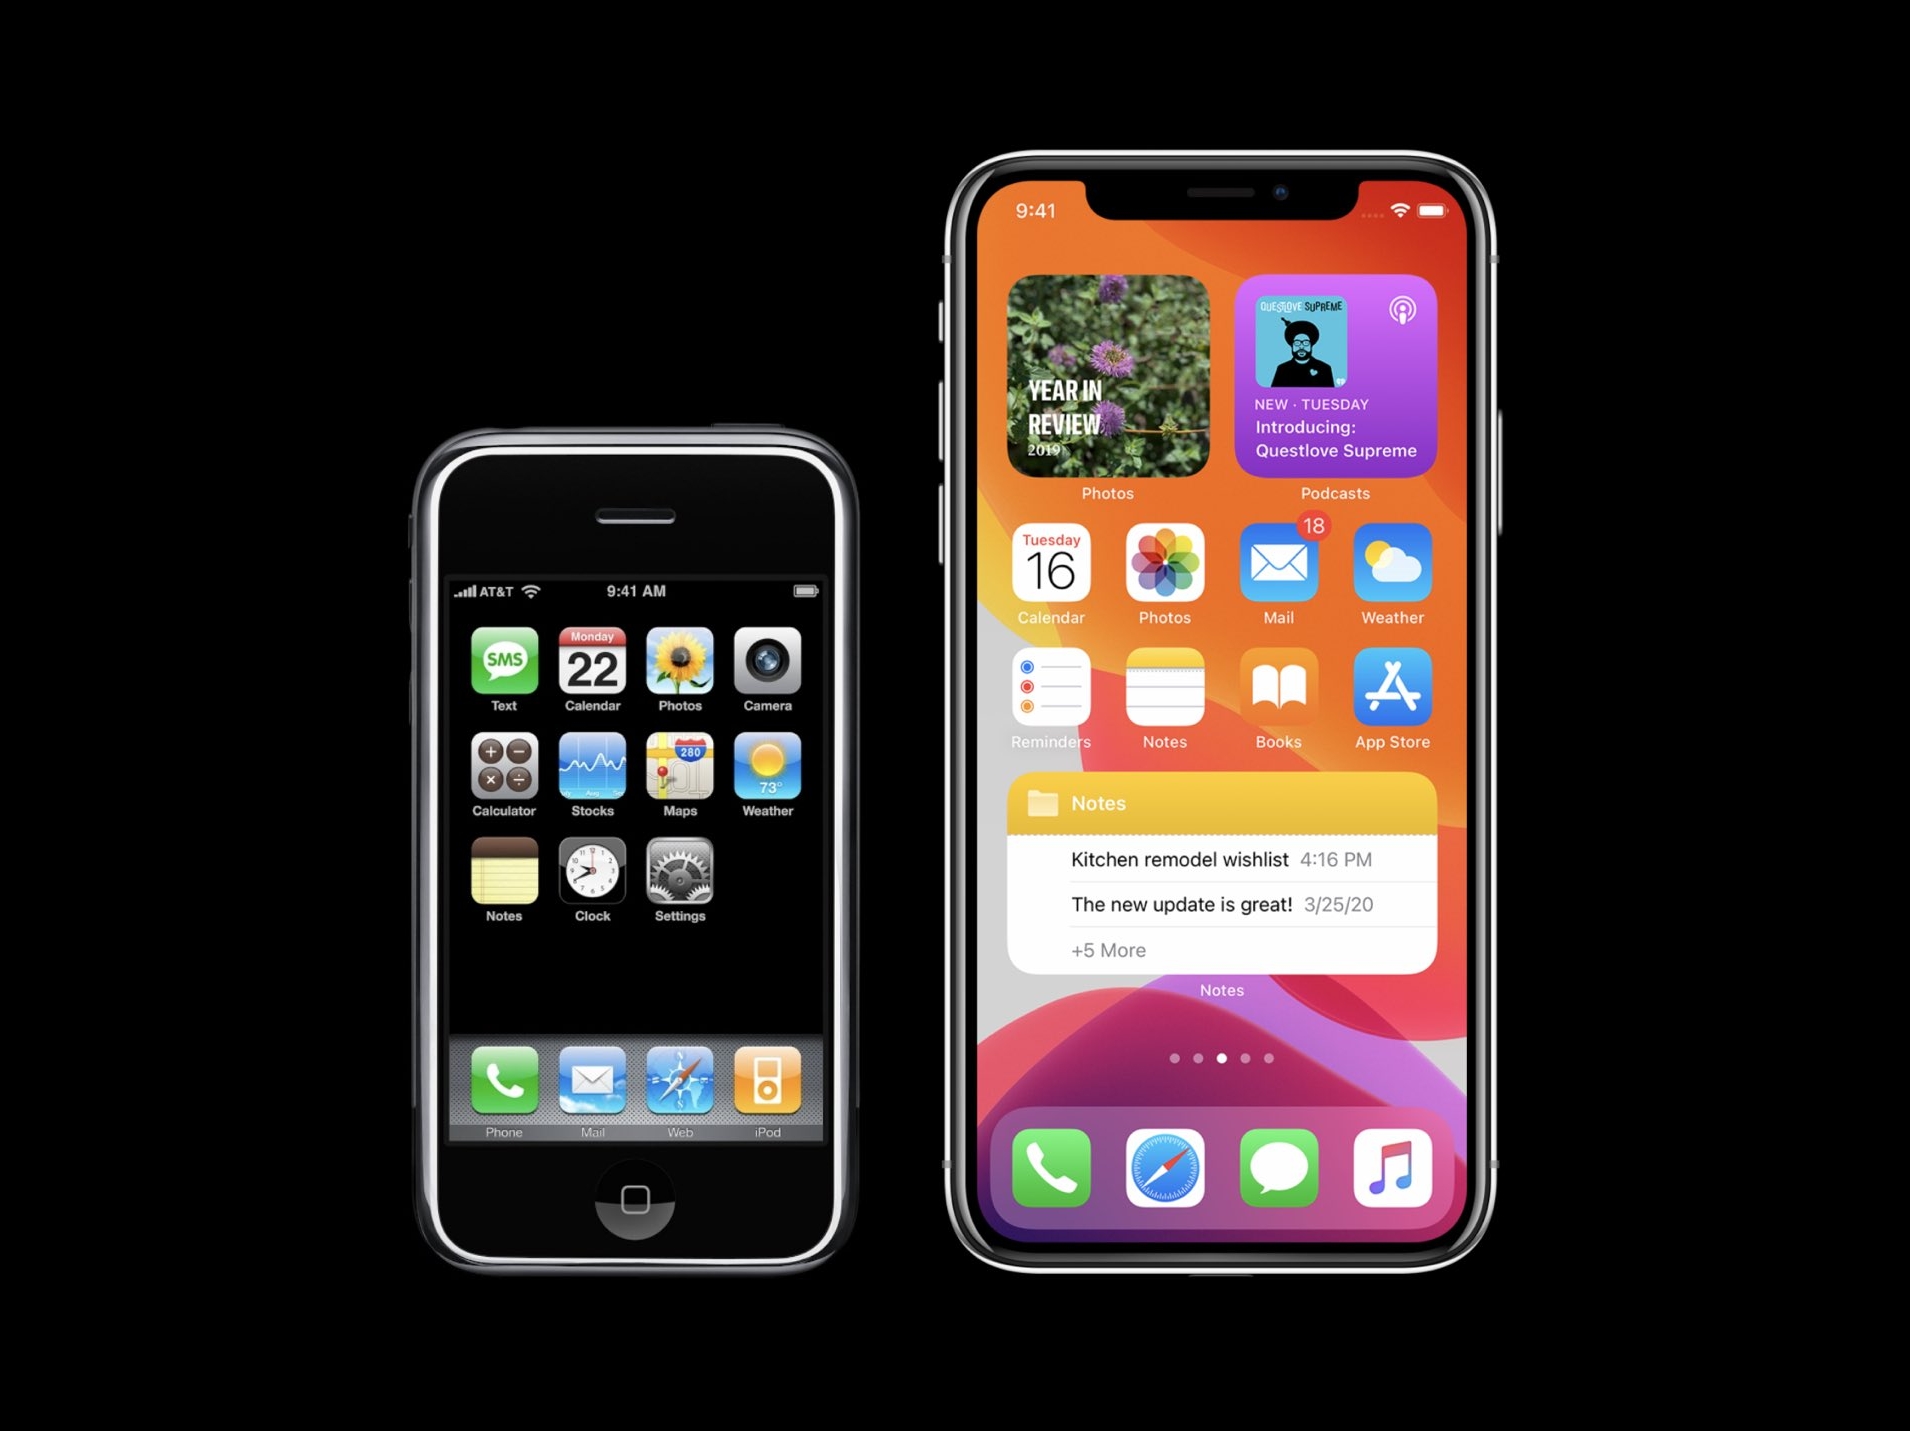 AT&T 9:41 AM
SMS
Text
Monday
22
Calendar
Photos
Camera
Calculator
Stocks
280
Maps
73°
Weather
Notes
Clock
Settings
Phone
Mail
Web
iPod
9:41
YEAR IN
REVIEW
2019
Photos
QUESTLOVE SUPREME
NEW · TUESDAY
Introducing:
Questlove Supreme
Podcasts
Tuesday
16
Calendar
Photos
18
Mail
Weather
Reminders
Notes
Books
App Store
Notes
Kitchen remodel wishlist 4:16 PM
The new update is great! 3/25/20
+5 More
Notes